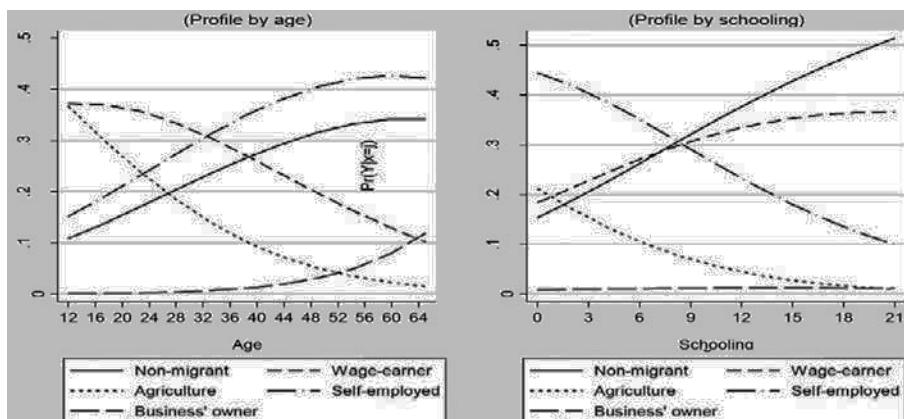 (Profile by age)
.5
.4
.3
.2
.1
0
12 16 20 24 28 32 36 40 44 48 52 56 60 64
Age
Non-migrant
Wage-earner
Agriculture
Self-employed
Business' owner
(Profile by schooling)
Pr(Y|x=j)
.5
.4
.3
.2
.1
0
0 3 6 9 12 15 18 21
Schooling
Non-migrant
Wage-earner
Agriculture
Self-employed
Business' owner